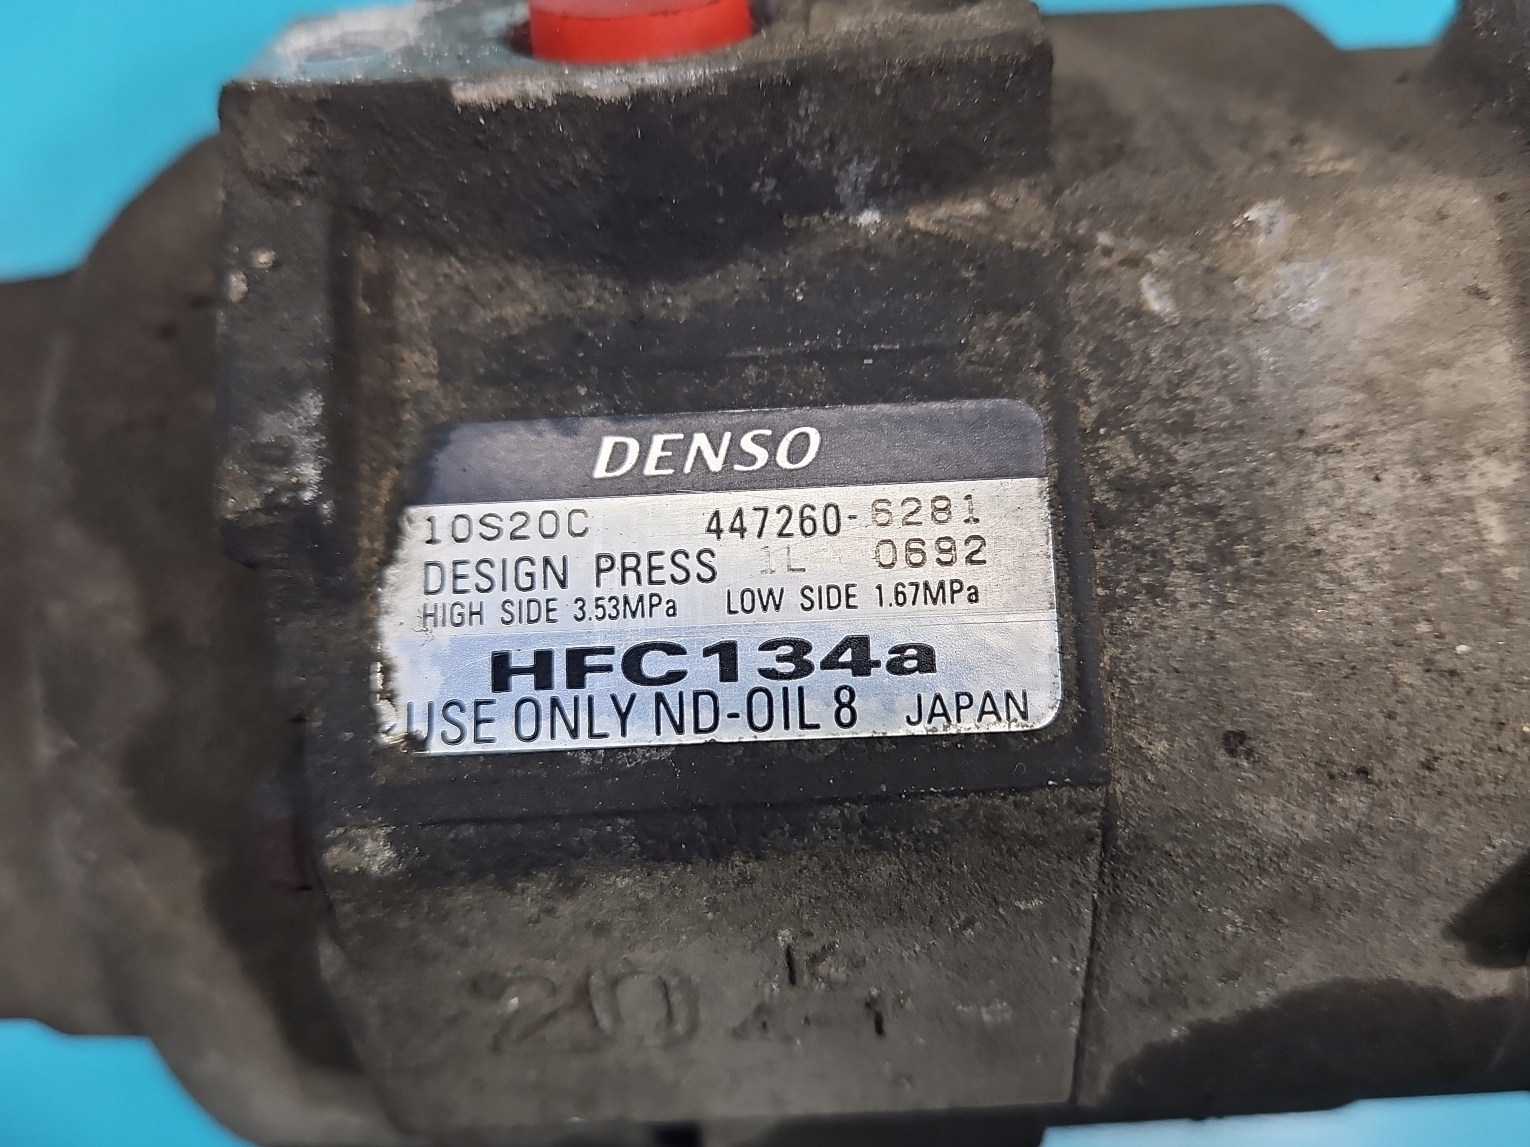 DENSO
10S20C 447260-6281
DESIGN PRESS 1L 0692
HIGH SIDE 3.53MPa LOW SIDE 1.67MPa
HFC134a
USE ONLY ND-OIL 8 JAPAN
20